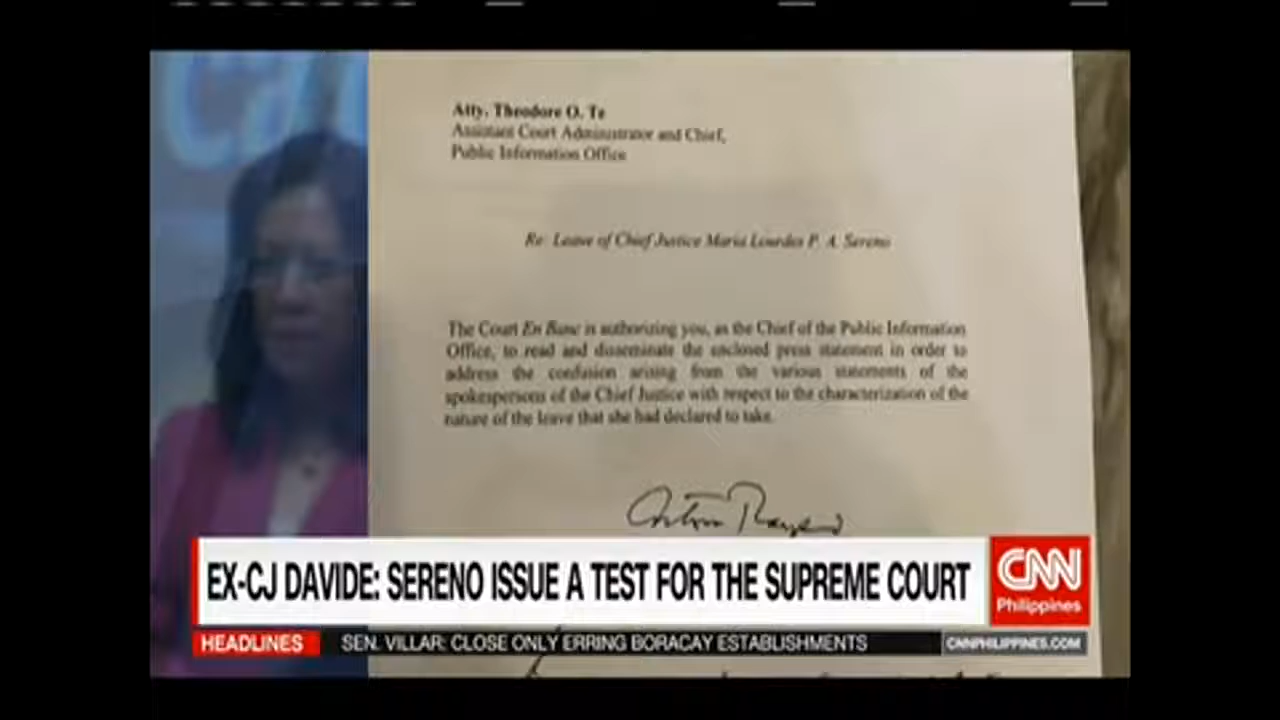 Atty. Theodore O. Te
Assistant Court Administrator and Chief,
Public Information Office
Re: Leave of Chief Justice Maria Lourdes P. A. Sereno
The Court En Banc is authorizing you, as the Chief of the Public Information
Office, to read and disseminate the enclosed press statement in order to
address the confusion arising from the various statements of the
spokespersons of the Chief Justice with respect to the characterization of the
nature of the leave that she had declared to take.
EX-CJ DAVIDE: SERENO ISSUE A TEST FOR THE SUPREME COURT
CNN
Philippines
HEADLINES SEN. VILLAR: CLOSE ONLY ERRING BORACAY ESTABLISHMENTS CNNPHILIPPINES.COM